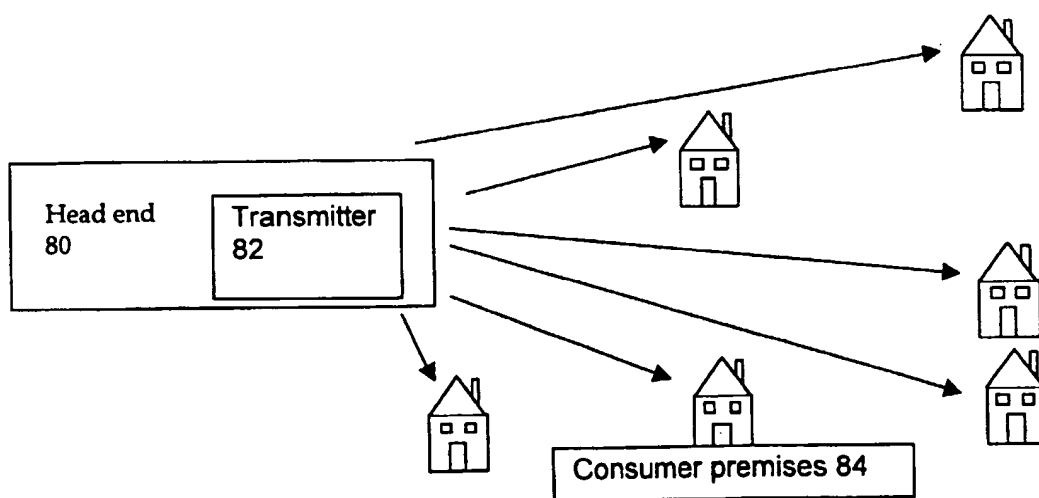 Head end
80
Transmitter
82
Consumer premises 84